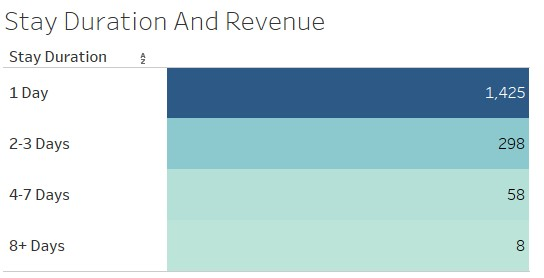 Stay Duration And Revenue
Stay Duration
1 Day 1,425
2-3 Days 298
4-7 Days 58
8+ Days 8